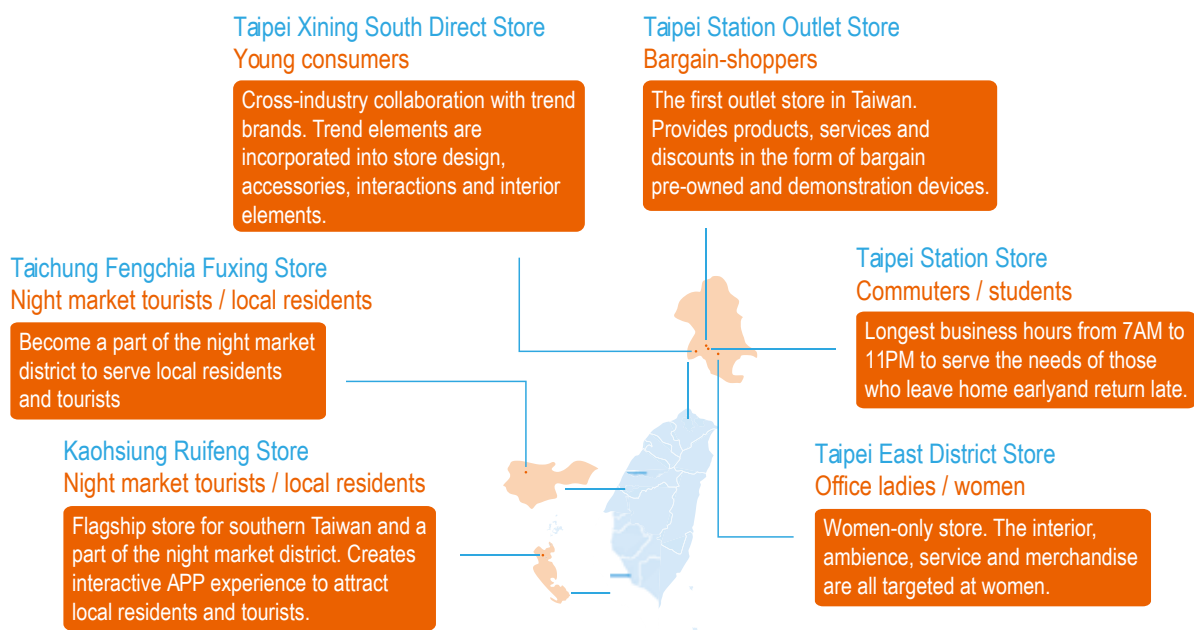 Taipei Xining South Direct Store
Young consumers
Cross-industry collaboration with trend
brands. Trend elements are
incorporated into store design,
accessories, interactions and interior
elements.
Taipei Station Outlet Store
Bargain-shoppers
The first outlet store in Taiwan.
Provides products, services and
discounts in the form of bargain
pre-owned and demonstration devices.
Taichung Fengchia Fuxing Store
Night market tourists / local residents
Become a part of the night market
district to serve local residents
and tourists
Taipei Station Store
Commuters / students
Longest business hours from 7AM to
11PM to serve the needs of those
who leave home earlyand return late.
Kaohsiung Ruifeng Store
Night market tourists / local residents
Flagship store for southern Taiwan and a
part of the night market district. Creates
interactive APP experience to attract
local residents and tourists.
Taipei East District Store
Office ladies / women
Women-only store. The interior,
ambience, service and merchandise
are all targeted at women.